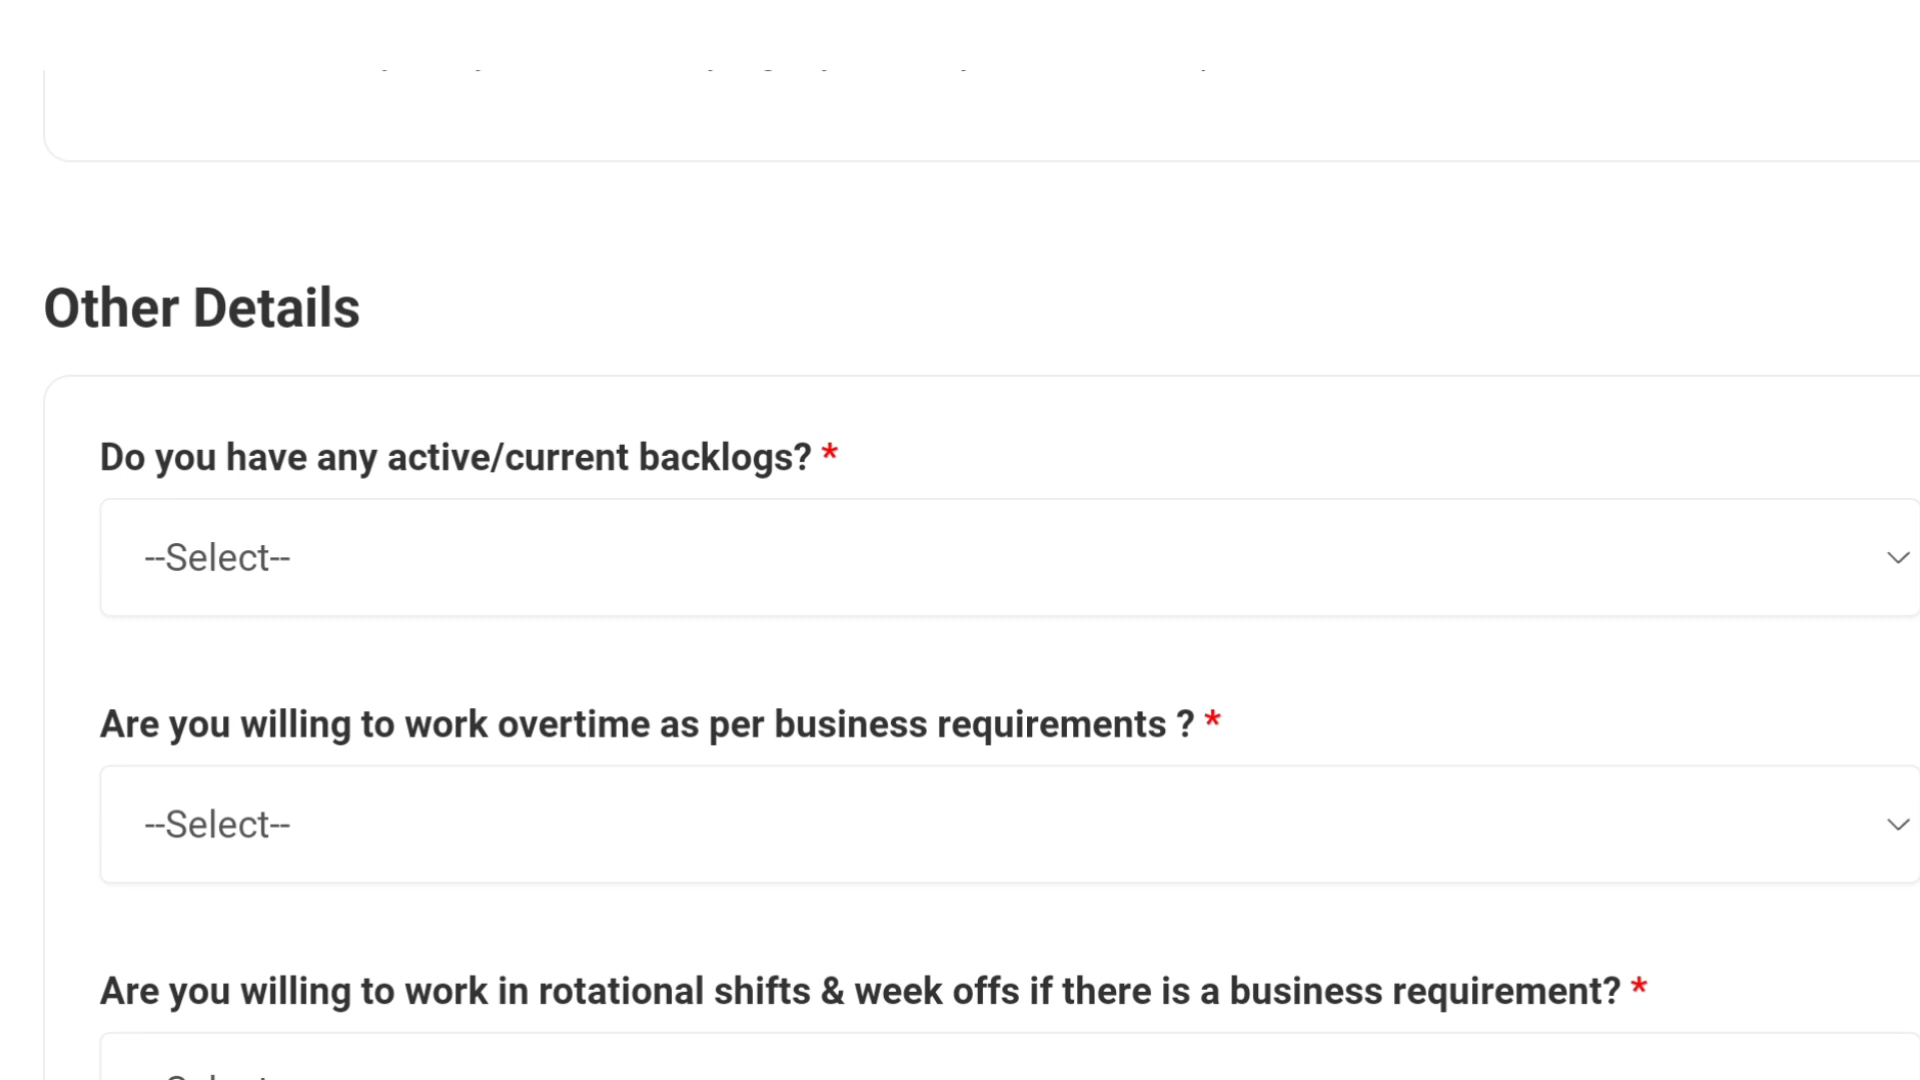 Other Details
Do you have any active/current backlogs? *
--Select--
Are you willing to work overtime as per business requirements ? *
--Select--
Are you willing to work in rotational shifts & week offs if there is a business requirement? *